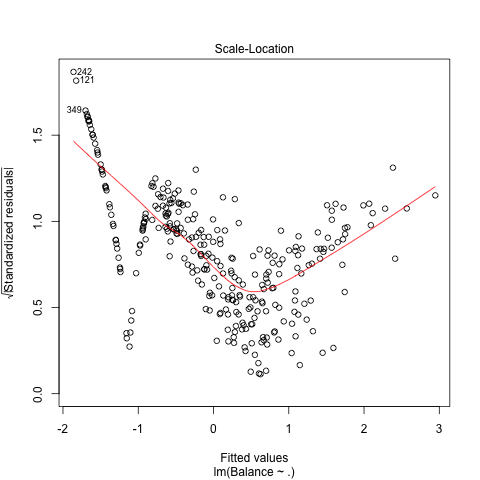 Scale-Location
242
121
349
√|Standardized residuals|
0.0 0.5 1.0 1.5
-2 -1 0 1 2 3
Fitted values
lm(Balance ~ .)